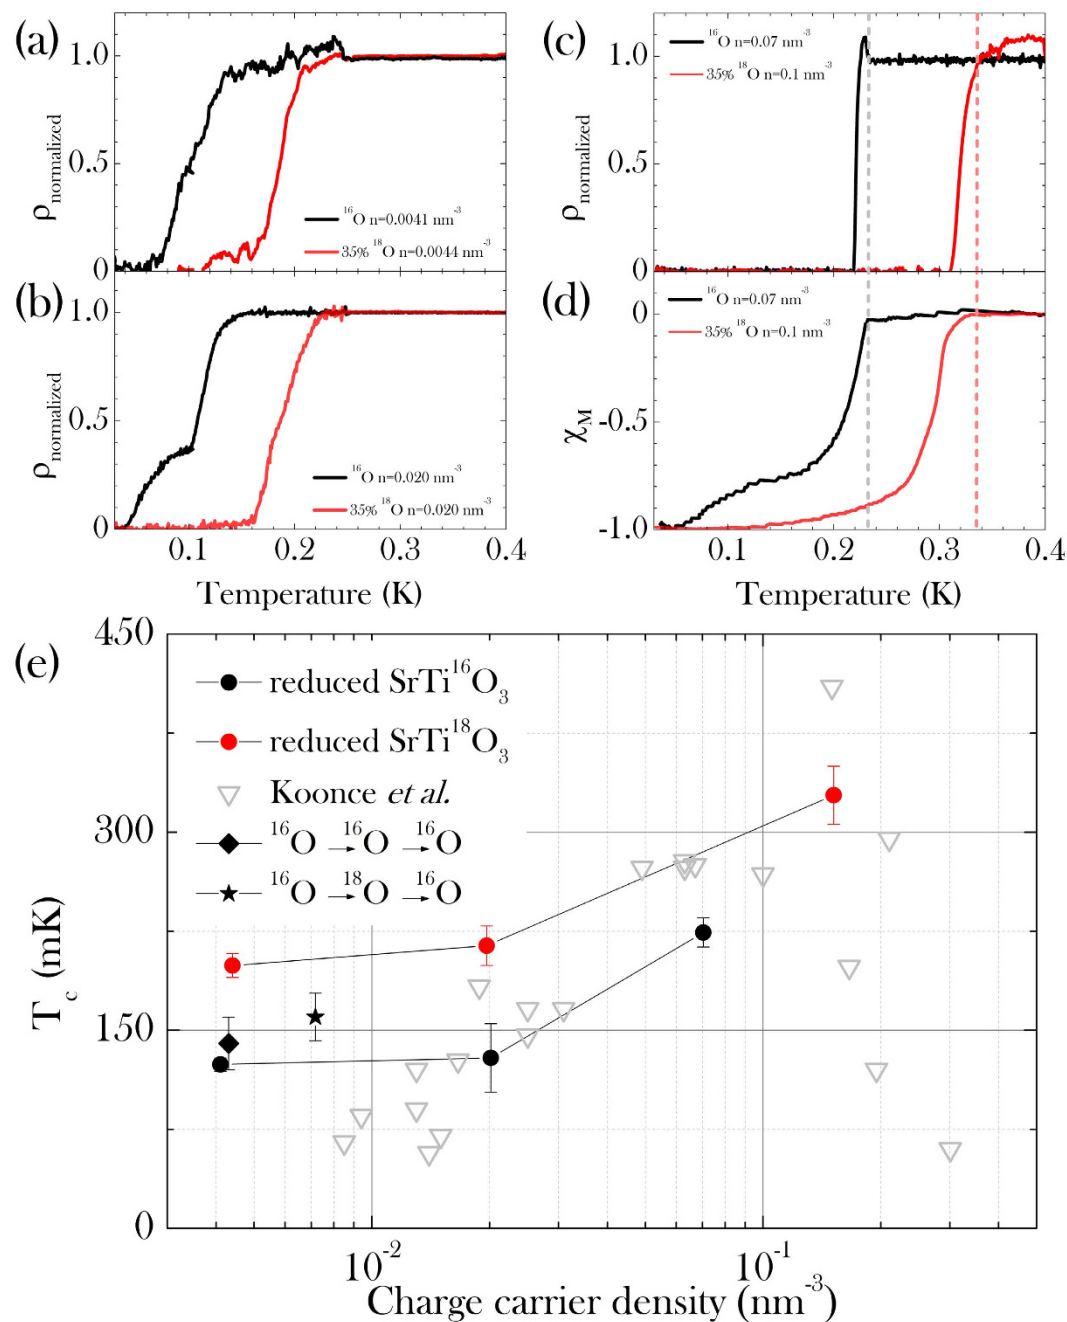 (a)
1.0
0.5
0
ρnormalized
¹⁶O n=0.0041 nm⁻³
35% ¹⁸O n=0.0044 nm⁻³
(b)
1.0
0.5
0
ρnormalized
¹⁶O n=0.020 nm⁻³
35% ¹⁸O n=0.020 nm⁻³
0.1 0.2 0.3 0.4
Temperature (K)
(c)
1.0
0.5
0
ρnormalized
¹⁶O n=0.07 nm⁻³
35% ¹⁸O n=0.1 nm⁻³
(d)
0
-0.5
-1.0
χM
¹⁶O n=0.07 nm⁻³
35% ¹⁸O n=0.1 nm⁻³
0.1 0.2 0.3 0.4
Temperature (K)
(e)
450
300
150
0
Tc (mK)
reduced SrTi¹⁶O₃
reduced SrTi¹⁸O₃
Koonce et al.
¹⁶O →¹⁶O →¹⁶O
¹⁶O →¹⁸O →¹⁶O
10⁻² 10⁻¹
Charge carrier density (nm⁻³)